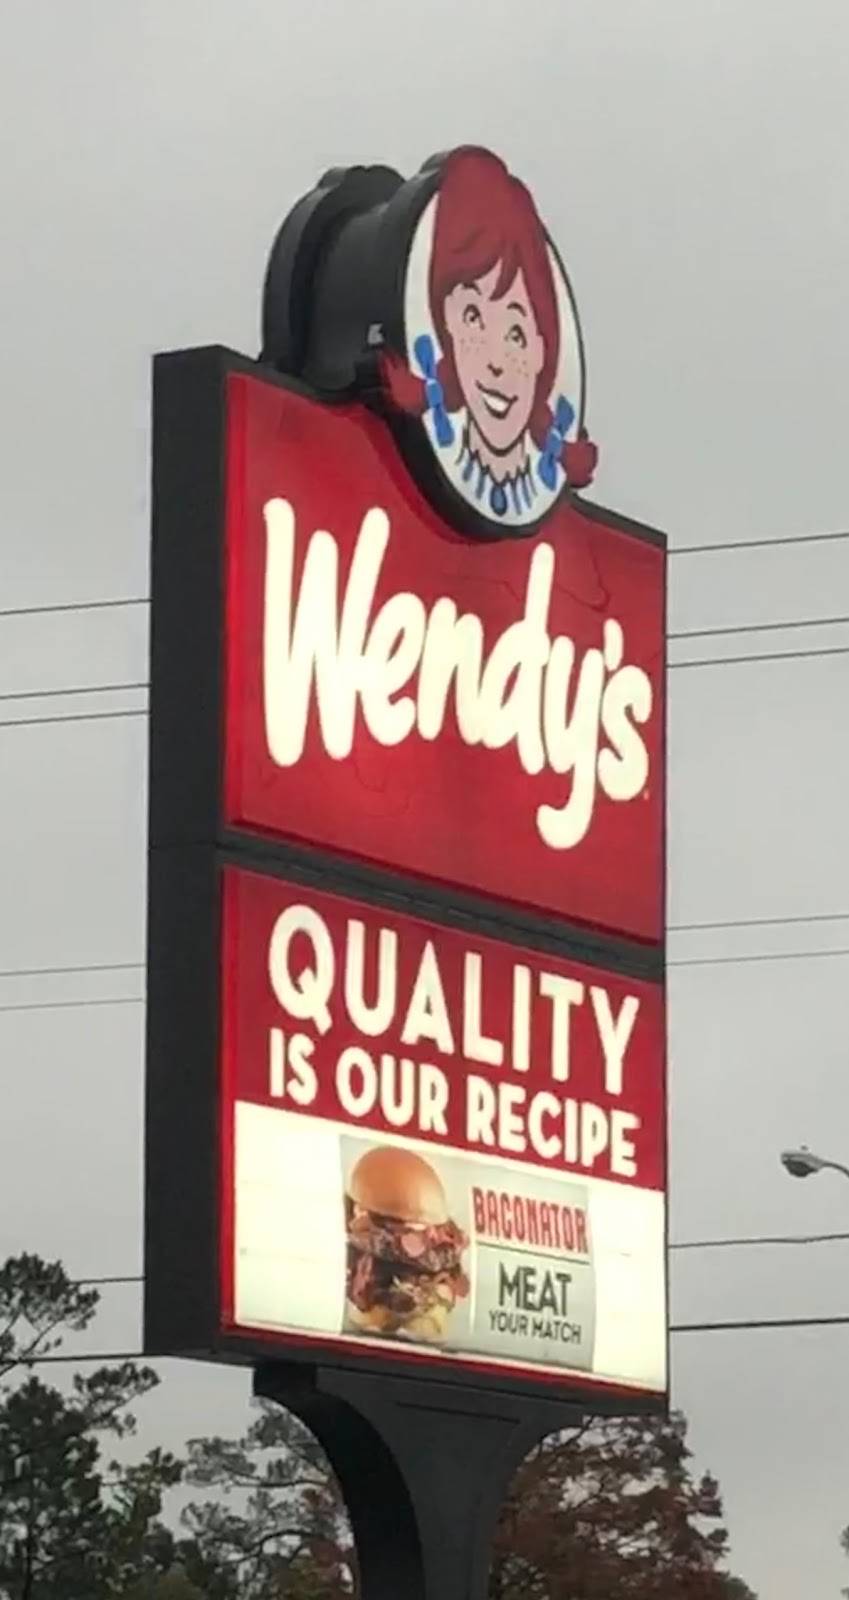 Wendy's
QUALITY
IS OUR RECIPE
BACONATOR
MEAT
YOUR MATCH